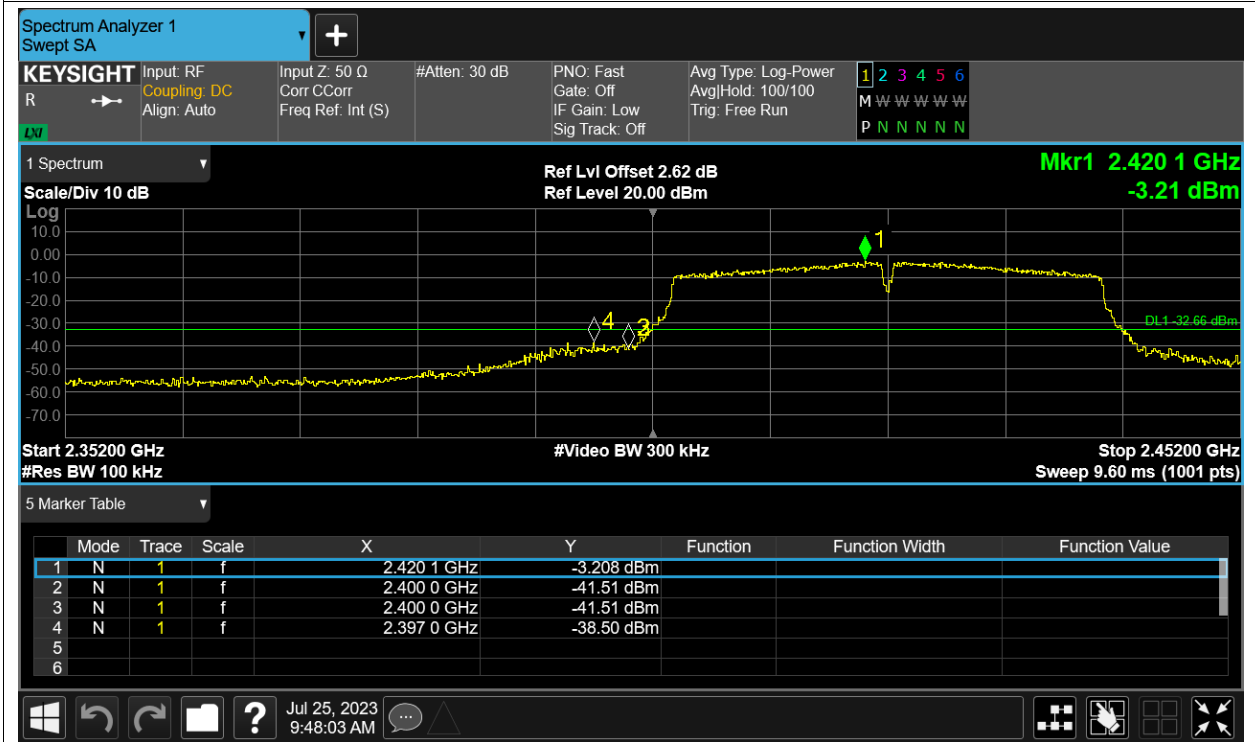 Spectrum Analyzer 1
Swept SA
+
KEYSIGHT
R
LXI
Input: RF
Coupling: DC
Align: Auto
Input Z: 50 Ω
Corr CCorr
Freq Ref: Int (S)
#Atten: 30 dB
PNO: Fast
Gate: Off
IF Gain: Low
Sig Track: Off
Avg Type: Log-Power
Avg|Hold: 100/100
Trig: Free Run
1 2 3 4 5 6
M W W W W W
P N N N N N
1 Spectrum
Scale/Div 10 dB
Ref Lvl Offset 2.62 dB
Ref Level 20.00 dBm
Mkr1 2.420 1 GHz
-3.21 dBm
Log
10.0
0.00
-10.0
-20.0
-30.0
-40.0
-50.0
-60.0
-70.0
1
4
DL1 -32.66 dBm
Start 2.35200 GHz
#Res BW 100 kHz
#Video BW 300 kHz
Stop 2.45200 GHz
Sweep 9.60 ms (1001 pts)
5 Marker Table
Mode Trace Scale X Y Function Function Width Function Value
1 N 1 f 2.420 1 GHz -3.208 dBm
2 N 1 f 2.400 0 GHz -41.51 dBm
3 N 1 f 2.400 0 GHz -41.51 dBm
4 N 1 f 2.397 0 GHz -38.50 dBm
5
6
?
Jul 25, 2023
9:48:03 AM